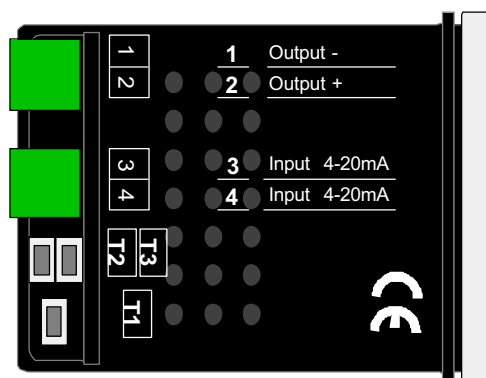 1 1 Output -
2 2 Output +
3 3 Input 4-20mA
4 4 Input 4-20mA
T2 T3
T1
CE